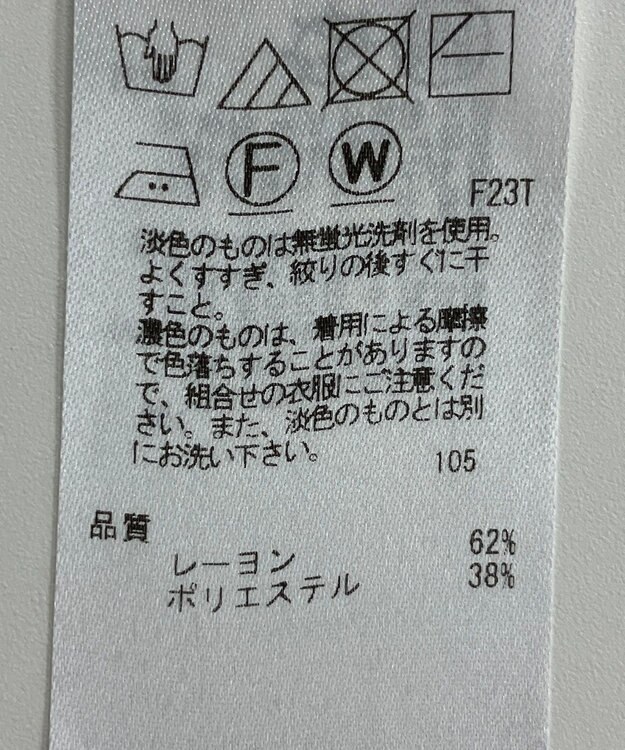 F W
F23T
淡色のものは無蛍光洗剤を使用。
よくすすぎ、絞りの後すぐに干
すこと。
濃色のものは、着用による摩擦
で色落ちすることがありますの
で、組合せの衣服にご注意くだ
さい。また、淡色のものとは別
にお洗い下さい。
105
品質
レーヨン 62%
ポリエステル 38%